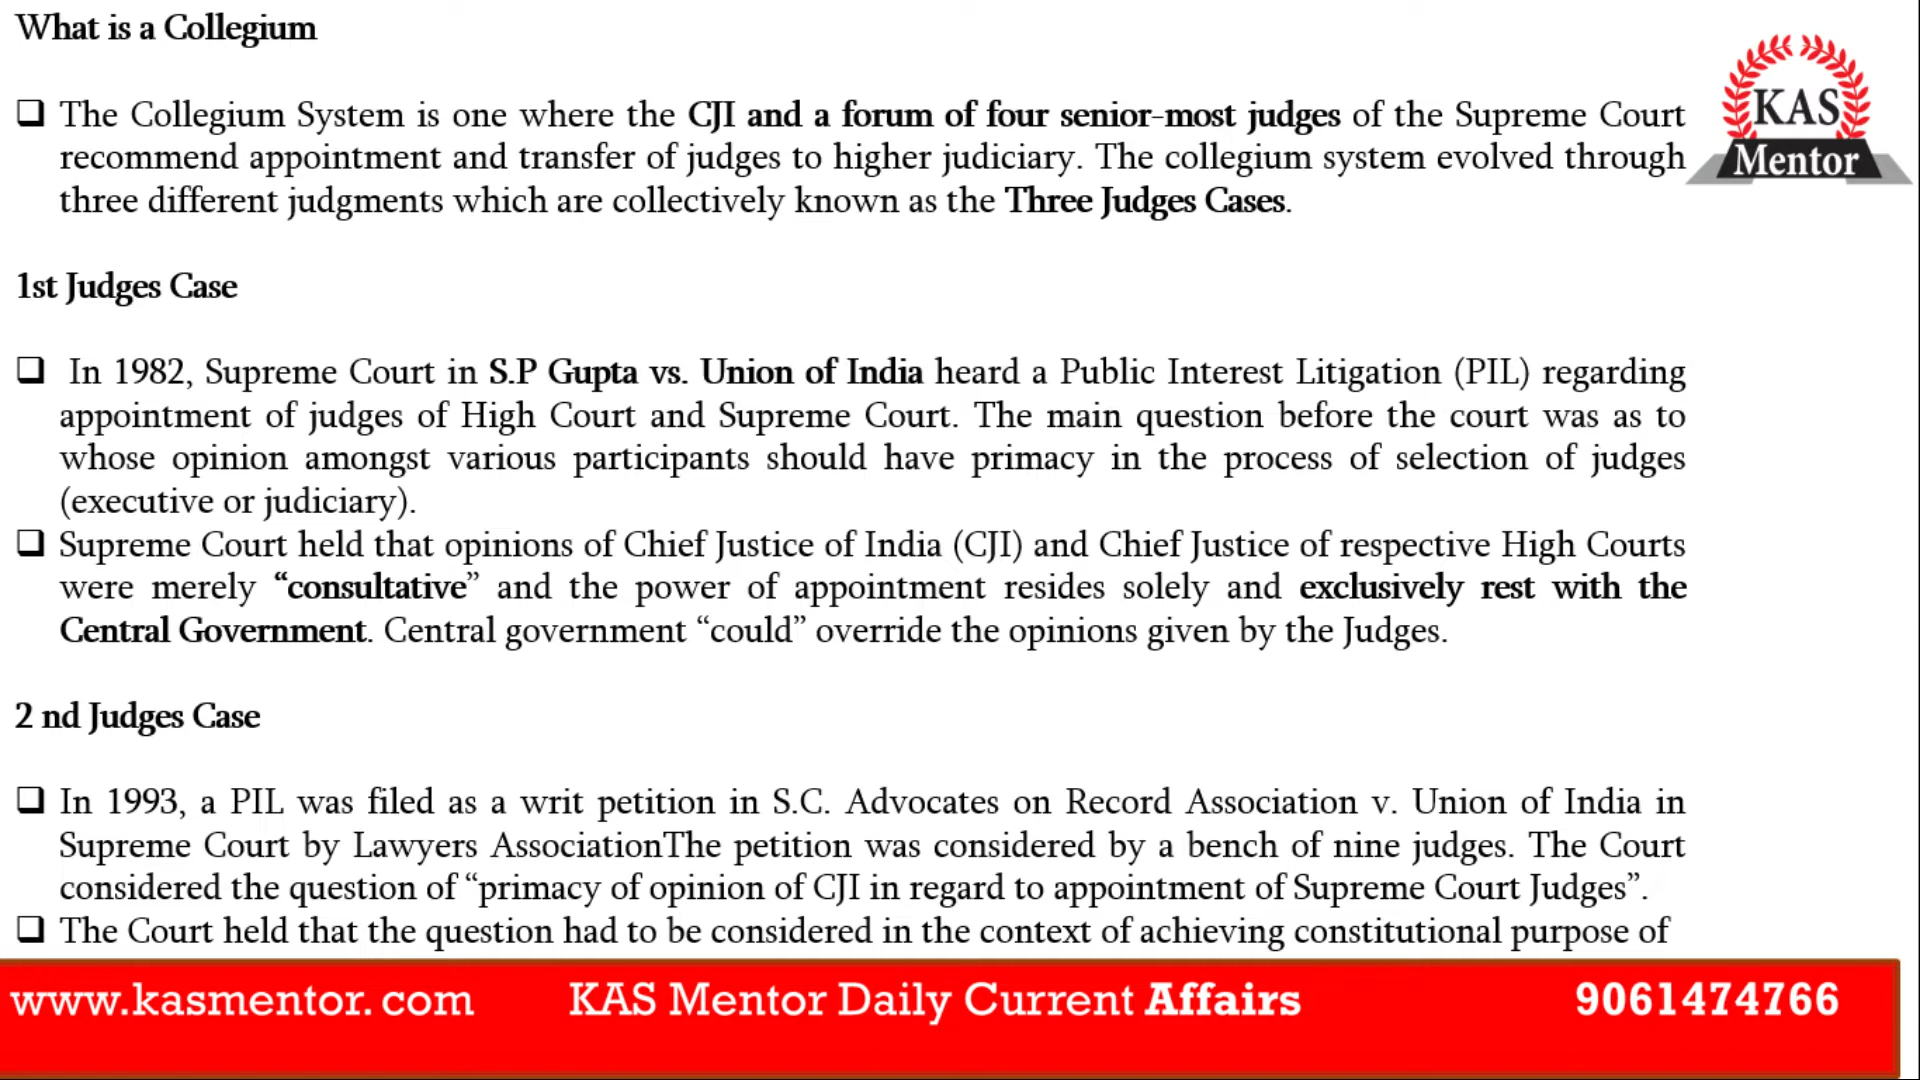 What is a Collegium
KAS
Mentor
❑ The Collegium System is one where the CJI and a forum of four senior-most judges of the Supreme Court
recommend appointment and transfer of judges to higher judiciary. The collegium system evolved through
three different judgments which are collectively known as the Three Judges Cases.
1st Judges Case
❑ In 1982, Supreme Court in S.P Gupta vs. Union of India heard a Public Interest Litigation (PIL) regarding
appointment of judges of High Court and Supreme Court. The main question before the court was as to
whose opinion amongst various participants should have primacy in the process of selection of judges
(executive or judiciary).
❑ Supreme Court held that opinions of Chief Justice of India (CJI) and Chief Justice of respective High Courts
were merely “consultative” and the power of appointment resides solely and exclusively rest with the
Central Government. Central government “could” override the opinions given by the Judges.
2 nd Judges Case
❑ In 1993, a PIL was filed as a writ petition in S.C. Advocates on Record Association v. Union of India in
Supreme Court by Lawyers AssociationThe petition was considered by a bench of nine judges. The Court
considered the question of “primacy of opinion of CJI in regard to appointment of Supreme Court Judges”.
❑ The Court held that the question had to be considered in the context of achieving constitutional purpose of
www.kasmentor.com KAS Mentor Daily Current Affairs 9061474766